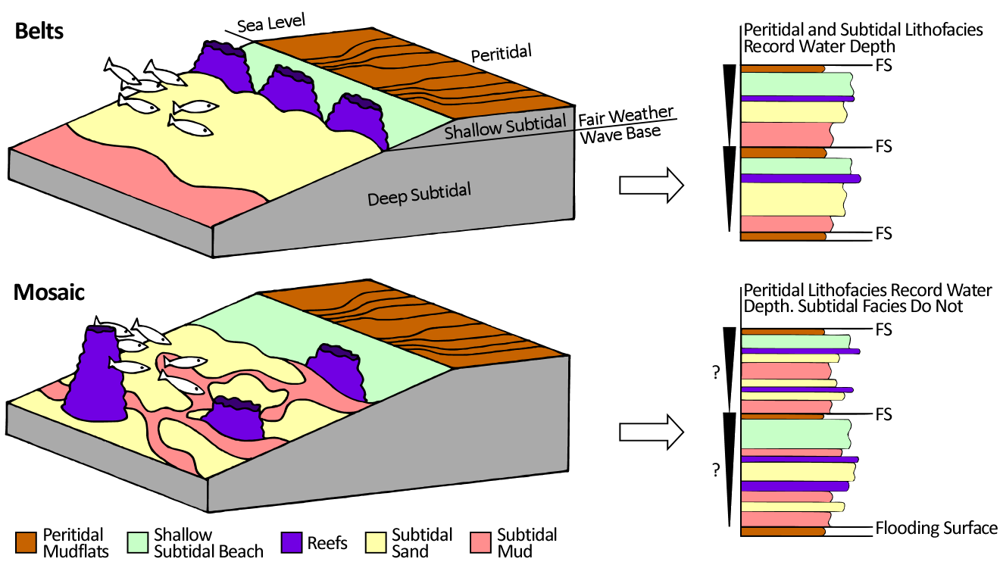 Belts
Sea Level
Peritidal
Shallow Subtidal
Fair Weather
Wave Base
Deep Subtidal
Peritidal and Subtidal Lithofacies
Record Water Depth
FS
FS
FS
Mosaic
Peritidal Lithofacies Record Water
Depth. Subtidal Facies Do Not
FS
?
FS
?
Flooding Surface
Peritidal
Mudflats
Shallow
Subtidal Beach
Reefs
Subtidal
Sand
Subtidal
Mud